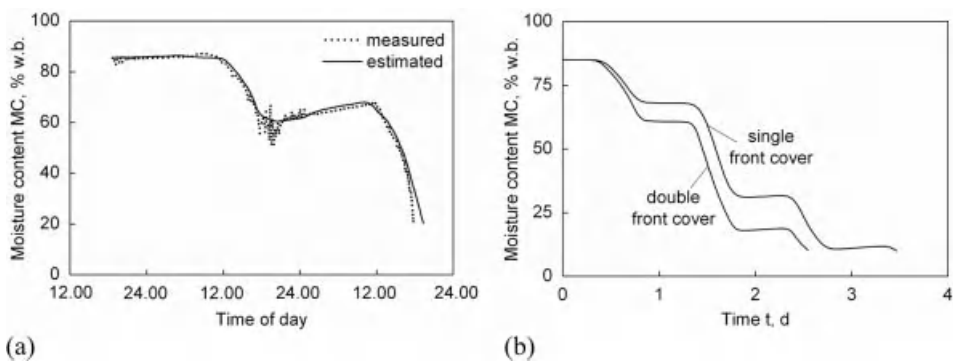 100
80
60
40
20
0
Moisture content MC, % w.b.
measured
estimated
12.00 24.00 12.00 24.00 12.00 24.00
Time of day
(a)
100
75
50
25
0
Moisture content MC, % w.b.
single
front cover
double
front cover
0 1 2 3 4
Time t, d
(b)